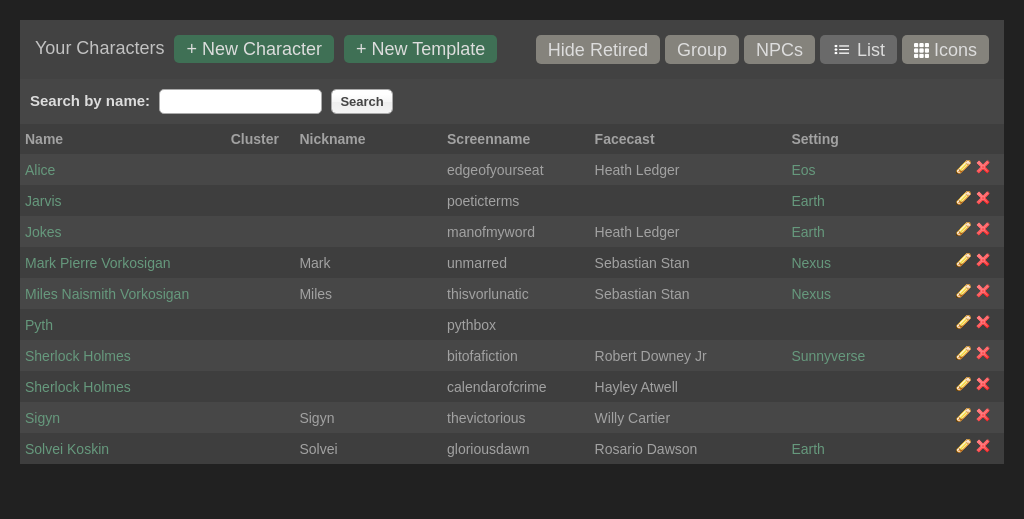 Your Characters + New Character + New Template Hide Retired Group NPCs List Icons
Search by name: Search
Name Cluster Nickname Screenname Facecast Setting
Alice edgeofyourseat Heath Ledger Eos
Jarvis poeticterms Earth
Jokes manofmyword Heath Ledger Earth
Mark Pierre Vorkosigan Mark unmarred Sebastian Stan Nexus
Miles Naismith Vorkosigan Miles thisvorlunatic Sebastian Stan Nexus
Pyth pythbox
Sherlock Holmes bitofafiction Robert Downey Jr Sunnyverse
Sherlock Holmes calendarofcrime Hayley Atwell
Sigyn Sigyn thevictorious Willy Cartier
Solvei Koskin Solvei gloriousdawn Rosario Dawson Earth